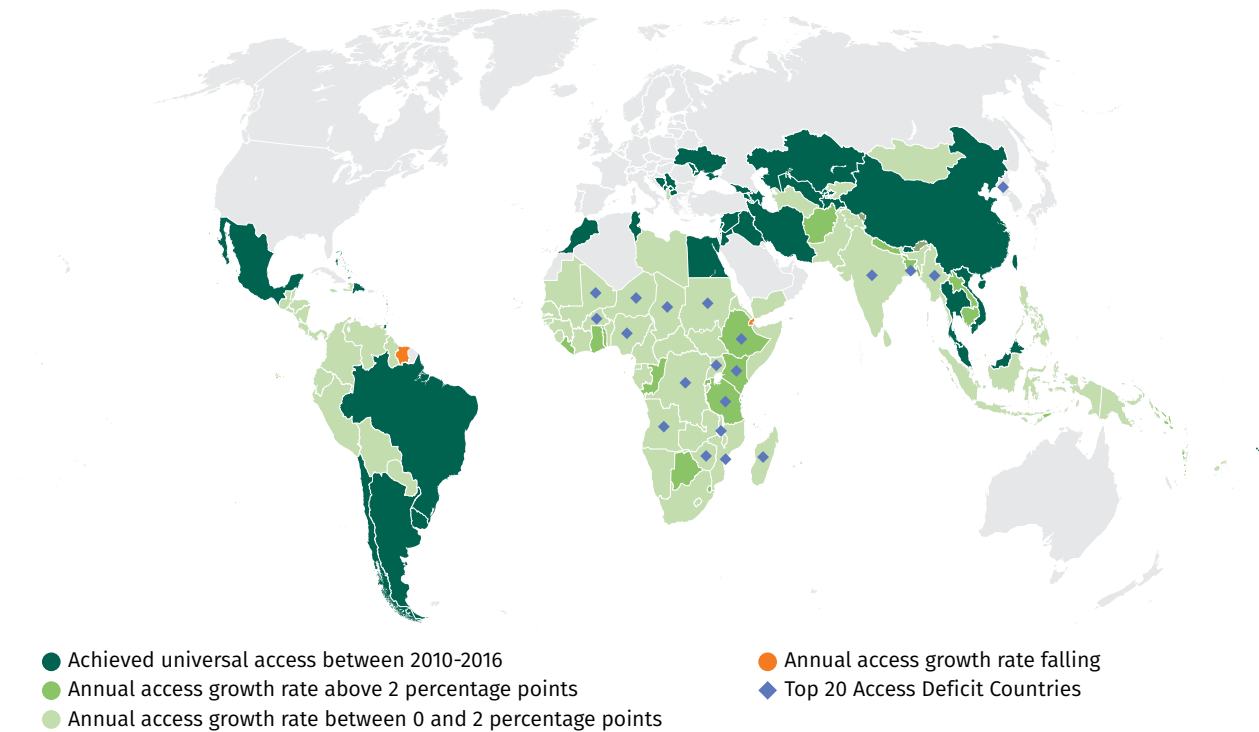 Achieved universal access between 2010-2016
Annual access growth rate above 2 percentage points
Annual access growth rate between 0 and 2 percentage points
Annual access growth rate falling
Top 20 Access Deficit Countries